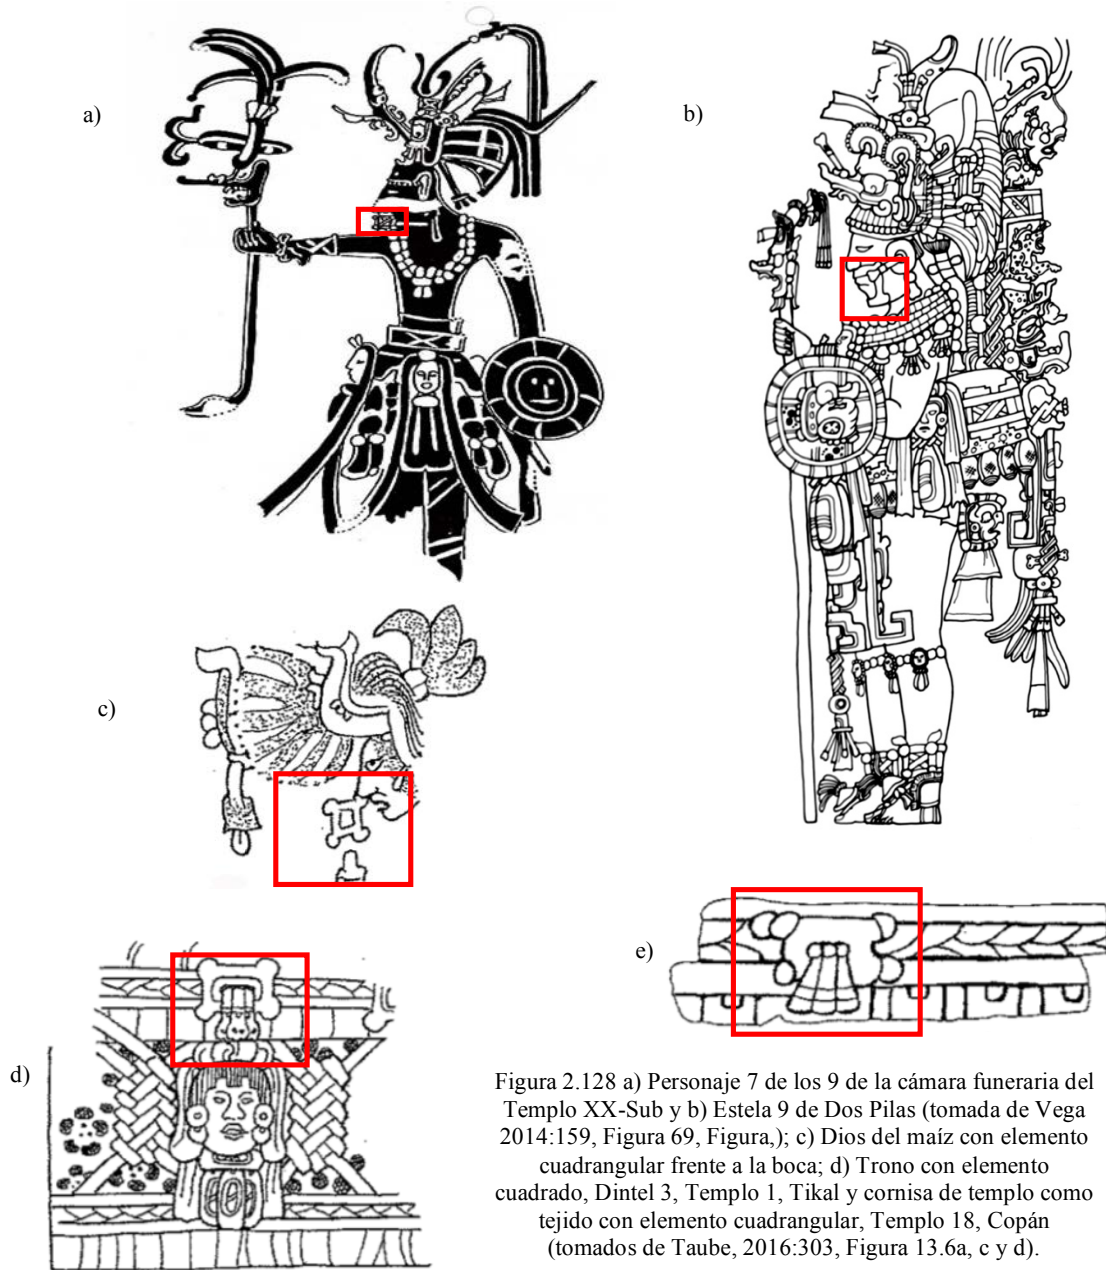 a)
b)
c)
d)
e)
Figura 2.128 a) Personaje 7 de los 9 de la cámara funeraria del
Templo XX-Sub y b) Estela 9 de Dos Pilas (tomada de Vega
2014:159, Figura 69, Figura,); c) Dios del maíz con elemento
cuadrangular frente a la boca; d) Trono con elemento
cuadrado, Dintel 3, Templo 1, Tikal y cornisa de templo como
tejido con elemento cuadrangular, Templo 18, Copán
(tomados de Taube, 2016:303, Figura 13.6a, c y d).